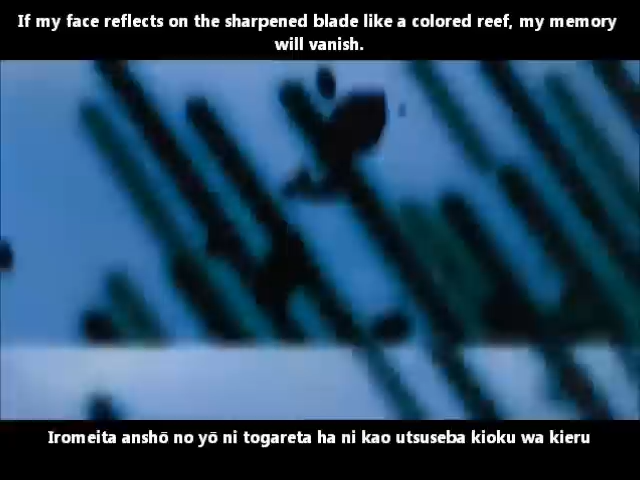 If my face reflects on the sharpened blade like a colored reef, my memory
will vanish.
Iromeita anshō no yō ni togareta ha ni kao utsuseba kioku wa kieru